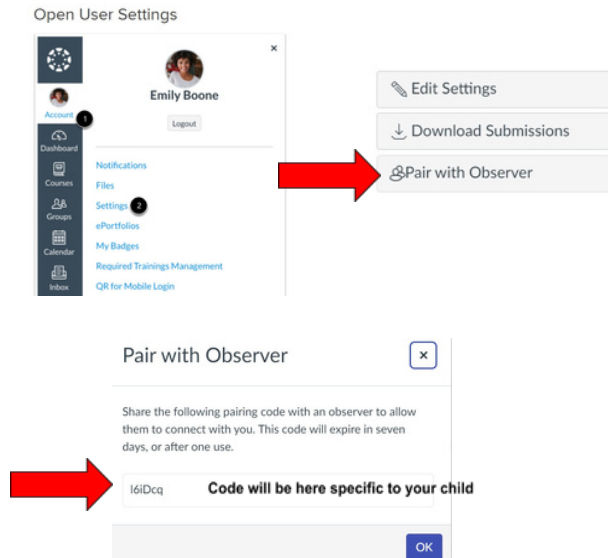 Open User Settings
×
Emily Boone
Logout
Account
1
Dashboard
Courses
Groups
Calendar
Inbox
Notifications
Files
Settings 2
ePortfolios
My Badges
Required Trainings Management
QR for Mobile Login
Edit Settings
Download Submissions
Pair with Observer
Pair with Observer
×
Share the following pairing code with an observer to allow
them to connect with you. This code will expire in seven
days, or after one use.
l6iDcq Code will be here specific to your child
OK